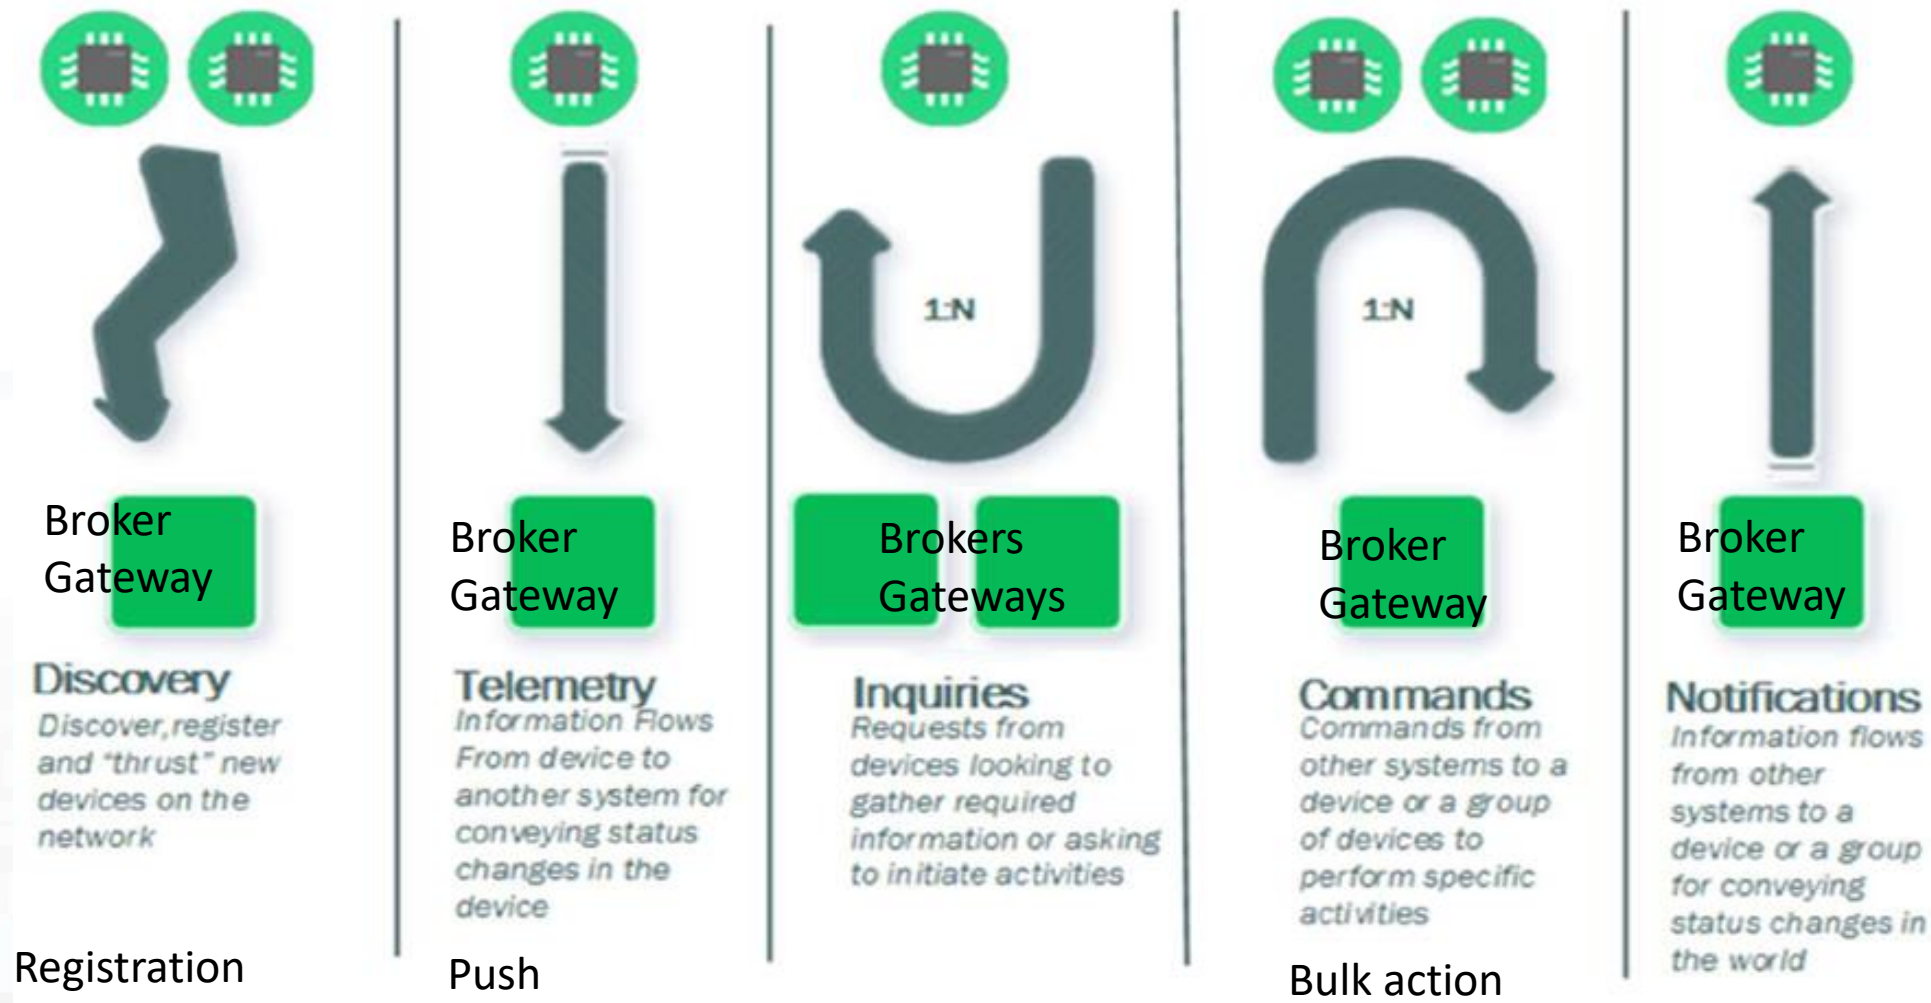 Broker
Gateway
Discovery
Discover,register
and “thrust” new
devices on the
network
Registration
Broker
Gateway
Telemetry
Information Flows
From device to
another system for
conveying status
changes in the
device
Push
1:N
Brokers
Gateways
Inquiries
Requests from
devices looking to
gather required
information or asking
to initiate activities
1:N
Broker
Gateway
Commands
Commands from
other systems to a
device or a group
of devices to
perform specific
activities
Bulk action
Broker
Gateway
Notifications
Information flows
from other
systems to a
device or a group
for conveying
status changes in
the world